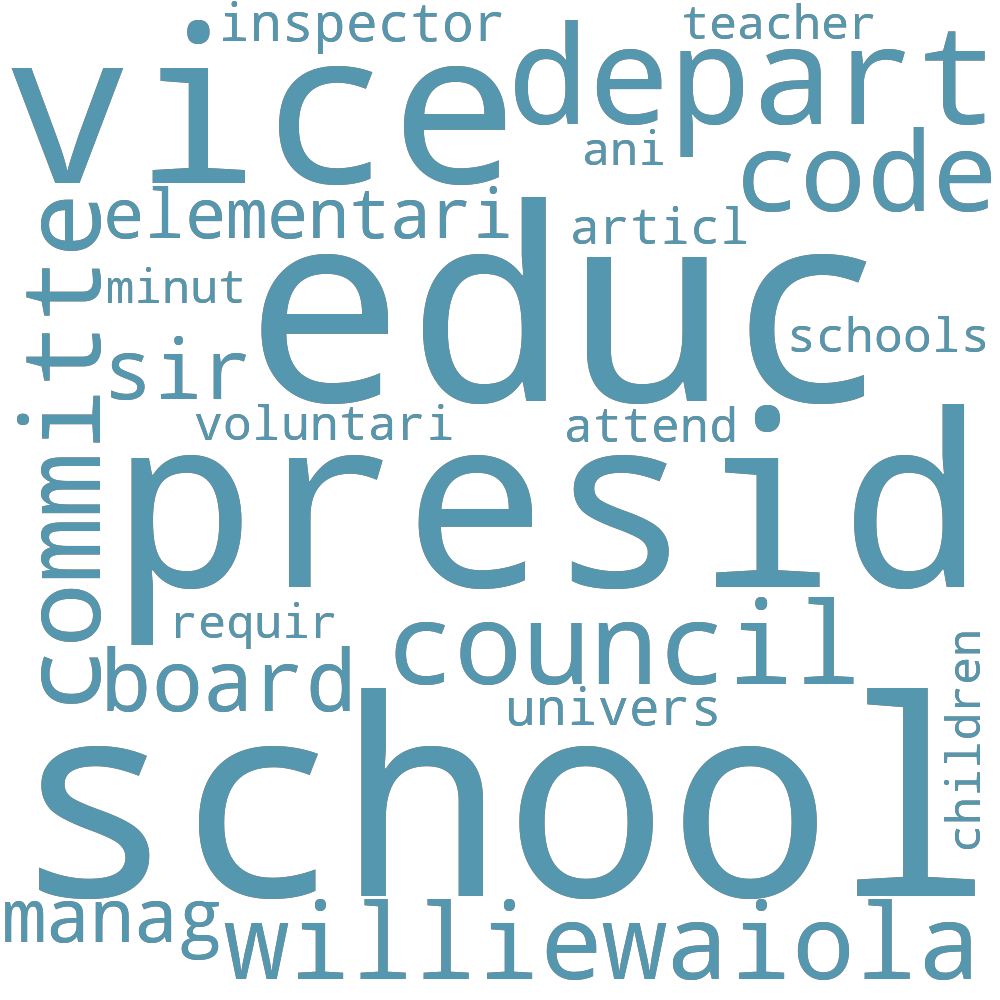 inspector
teacher
vice
depart
ani
code
elementari
articl
committe
educ
minut
schools
sir
voluntari
attend
presid
requir
council
board
univers
children
school
manag
williewaiola